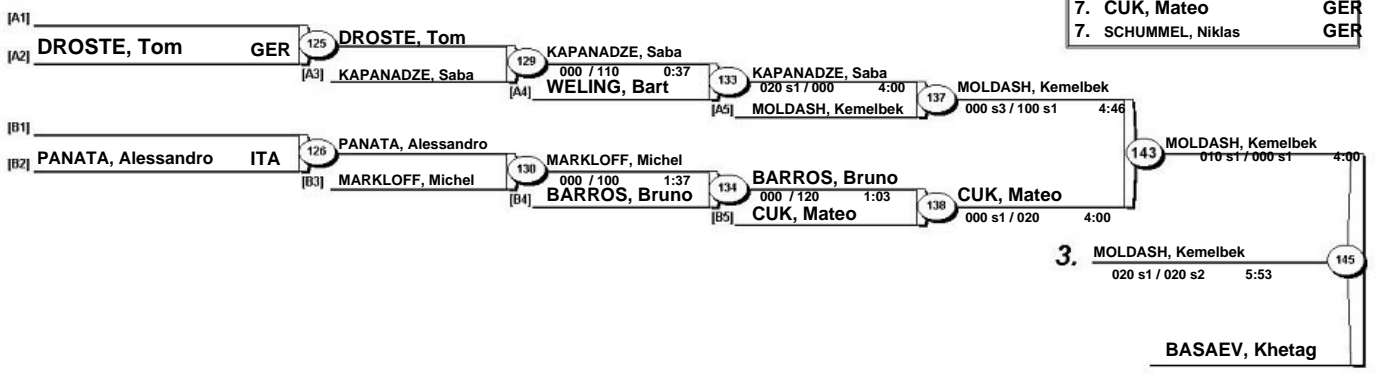 7. CUK, Mateo GER
7. SCHUMMEL, Niklas GER
[A1]
[A2] DROSTE, Tom GER
125
DROSTE, Tom
[A3] KAPANADZE, Saba
129
KAPANADZE, Saba
000 / 110 0:37
[A4] WELING, Bart
133
KAPANADZE, Saba
020 s1 / 000 4:00
[A5] MOLDASH, Kemelbek
137
MOLDASH, Kemelbek
000 s3 / 100 s1 4:46
[B1]
[B2] PANATA, Alessandro ITA
126
PANATA, Alessandro
[B3] MARKLOFF, Michel
130
MARKLOFF, Michel
000 / 100 1:37
[B4] BARROS, Bruno
134
BARROS, Bruno
000 / 120 1:03
[B5] CUK, Mateo
138
CUK, Mateo
000 s1 / 020 4:00
143
MOLDASH, Kemelbek
010 s1 / 000 s1 4:00
3. MOLDASH, Kemelbek
020 s1 / 020 s2 5:53
145
BASAEV, Khetag